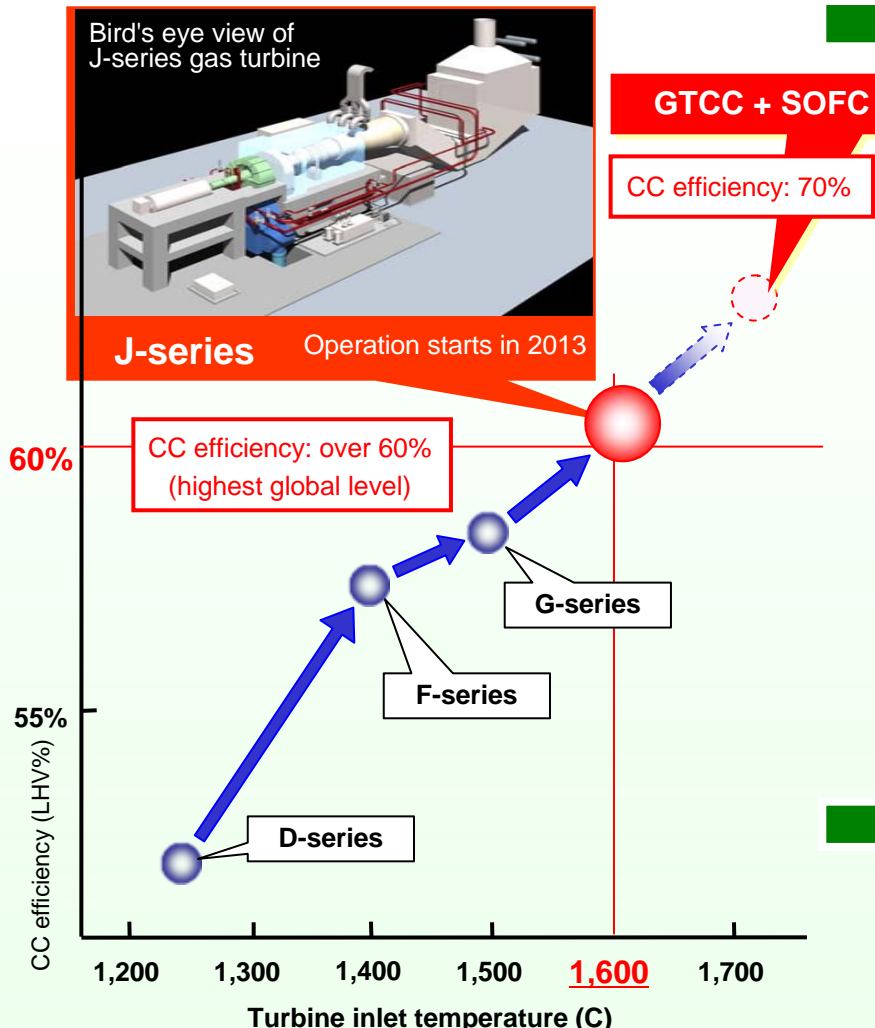 Bird's eye view of
J-series gas turbine
GTCC + SOFC
CC efficiency: 70%
J-series
Operation starts in 2013
60%
CC efficiency: over 60%
(highest global level)
G-series
F-series
55%
D-series
CC efficiency (LHV%)
1,200
1,300
1,400
1,500
1,600
1,700
Turbine inlet temperature (C)